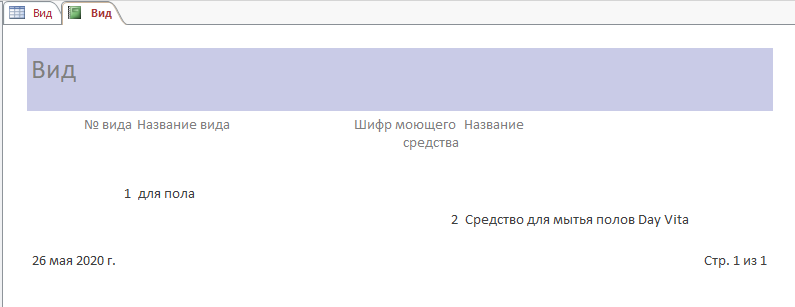 Вид Вид
Вид
№ вида Название вида Шифр моющего Название
средства
1 для пола
2 Средство для мытья полов Day Vita
26 мая 2020 г. Стр. 1 из 1